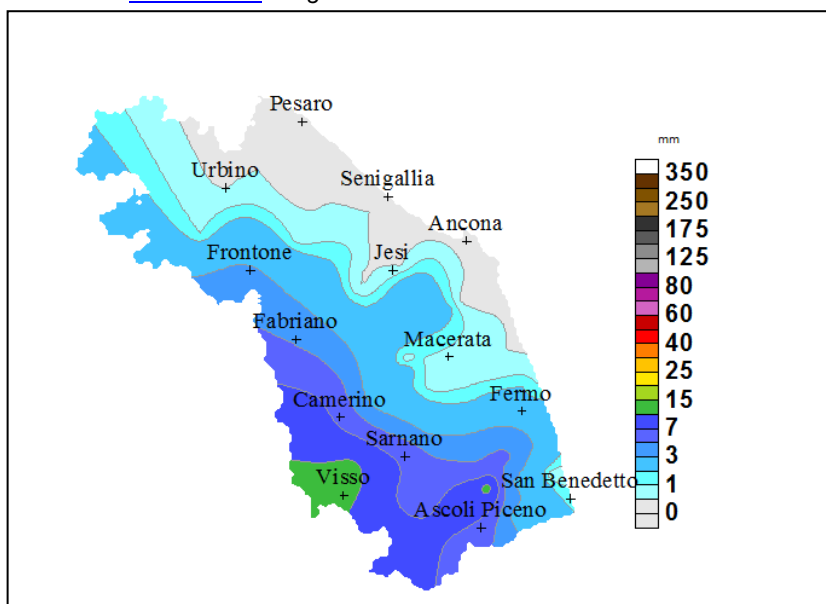 Pesaro
Urbino
Senigallia
Ancona
Frontone
Jesi
Fabriano
Macerata
Camerino
Fermo
Sarnano
Visso
San Benedetto
Ascoli Piceno
mm
350
250
175
125
80
60
40
25
15
7
3
1
0